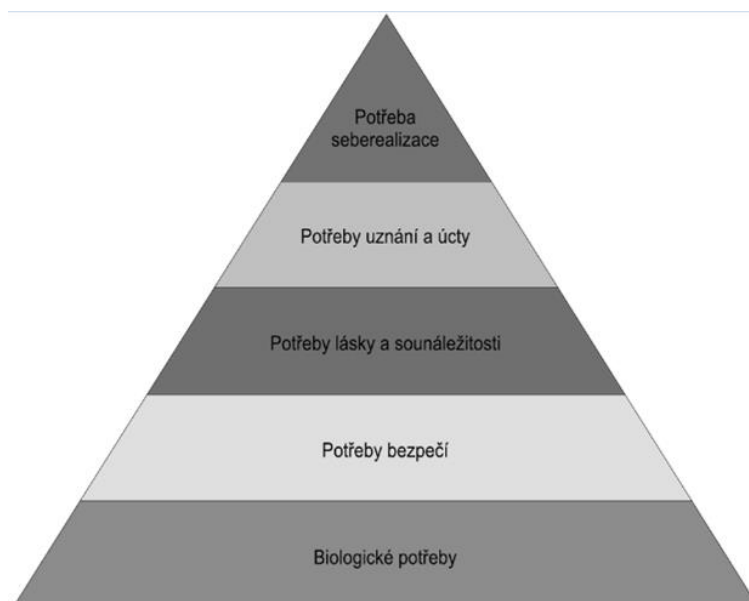 Potřeba
seberealizace
Potřeby uznání a úcty
Potřeby lásky a sounáležitosti
Potřeby bezpečí
Biologické potřeby